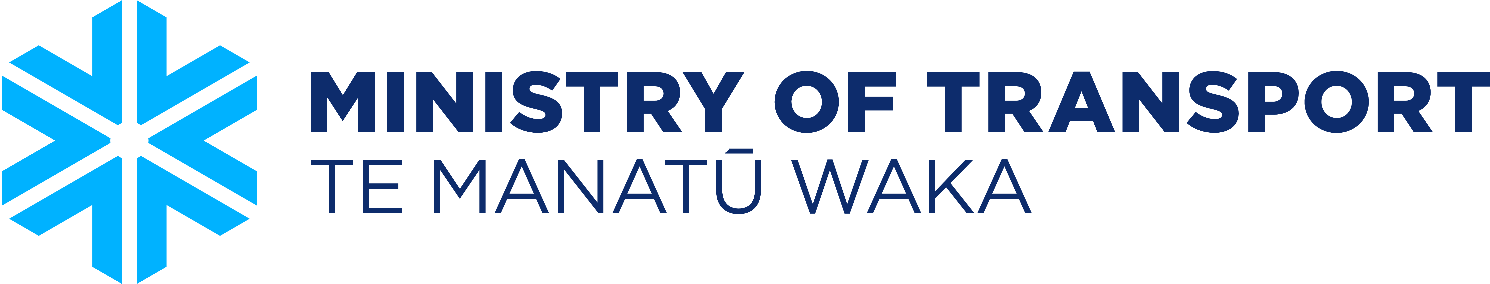 MINISTRY OF TRANSPORT
TE MANATŪ WAKA